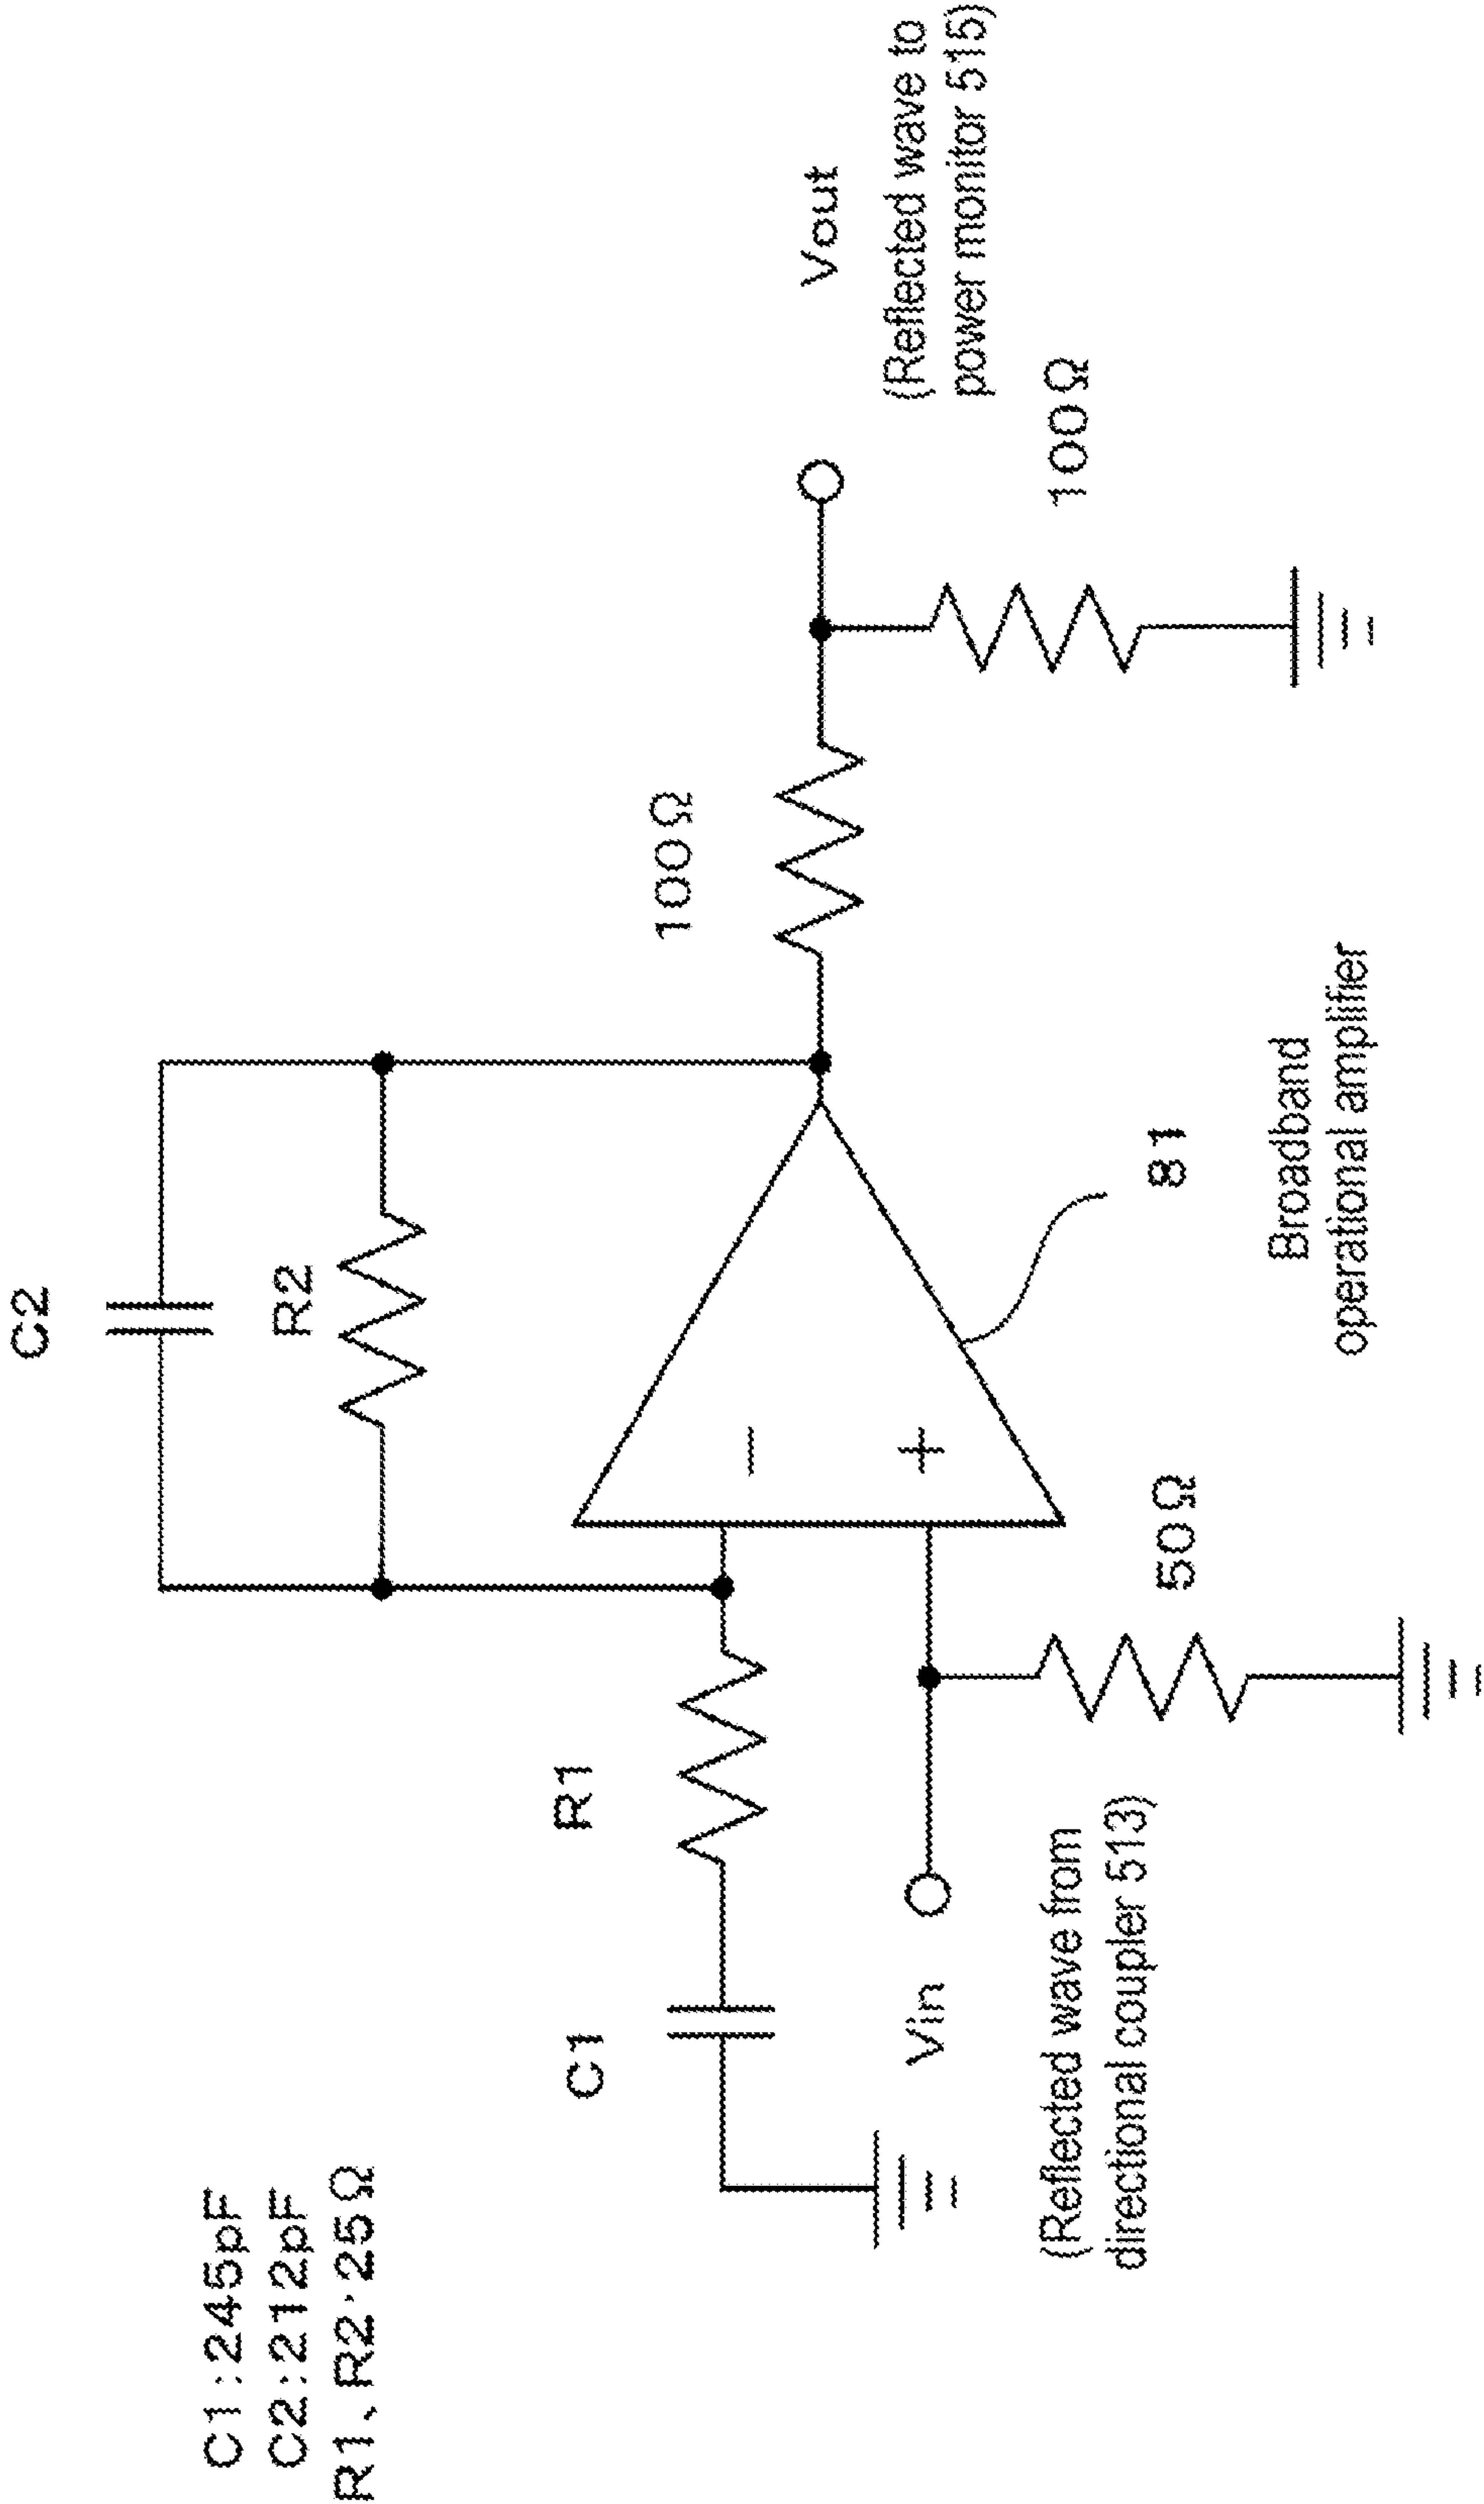 C1:245pF
C2:212pF
R1、R2:25Ω
C2
R2
C1
R1
100Ω
Vin
(Reflected wave from
directional coupler 513)
50Ω
81
Broadband
operational amplifier
Vout
(Reflected wave to
power monitor 515)
100Ω
−
+